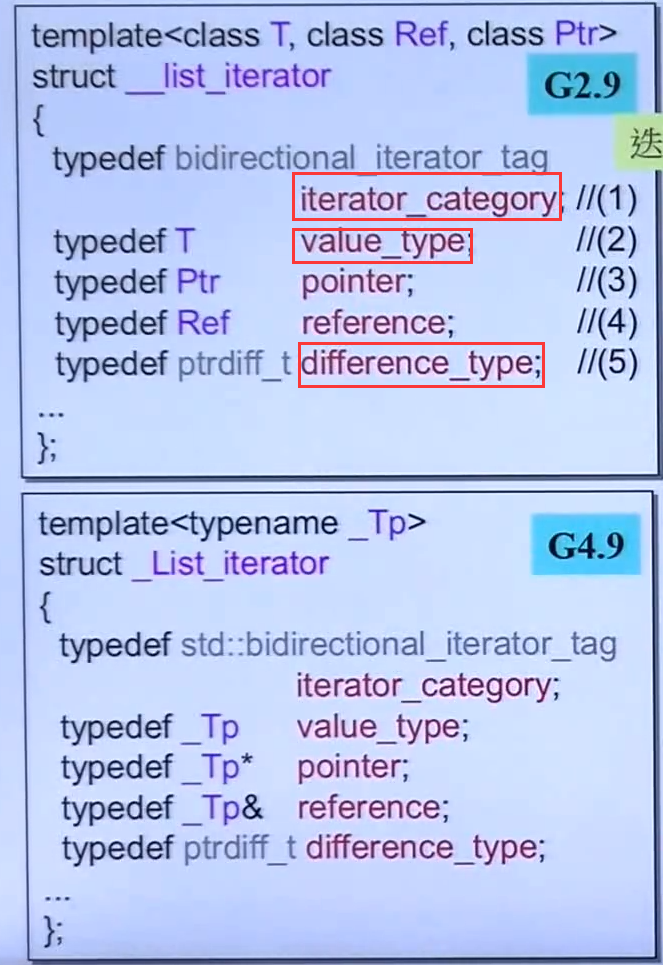 template<class T, class Ref, class Ptr>
struct __list_iterator
G2.9
{
迭
typedef bidirectional_iterator_tag
iterator_category; //(1)
typedef T value_type; //(2)
typedef Ptr pointer; //(3)
typedef Ref reference; //(4)
typedef ptrdiff_t difference_type; //(5)
...
};
template<typename _Tp>
G4.9
struct _List_iterator
{
typedef std::bidirectional_iterator_tag
iterator_category;
typedef _Tp value_type;
typedef _Tp* pointer;
typedef _Tp& reference;
typedef ptrdiff_t difference_type;
...
};